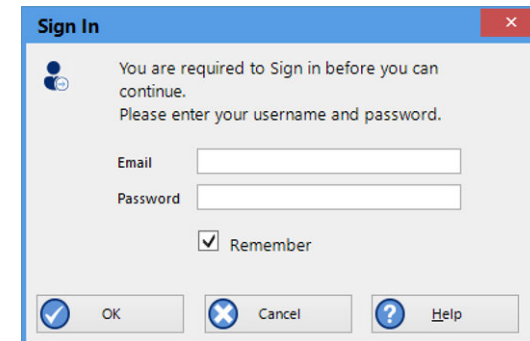 Sign In
You are required to Sign in before you can
continue.
Please enter your username and password.
Email
Password
Remember
OK
Cancel
Help